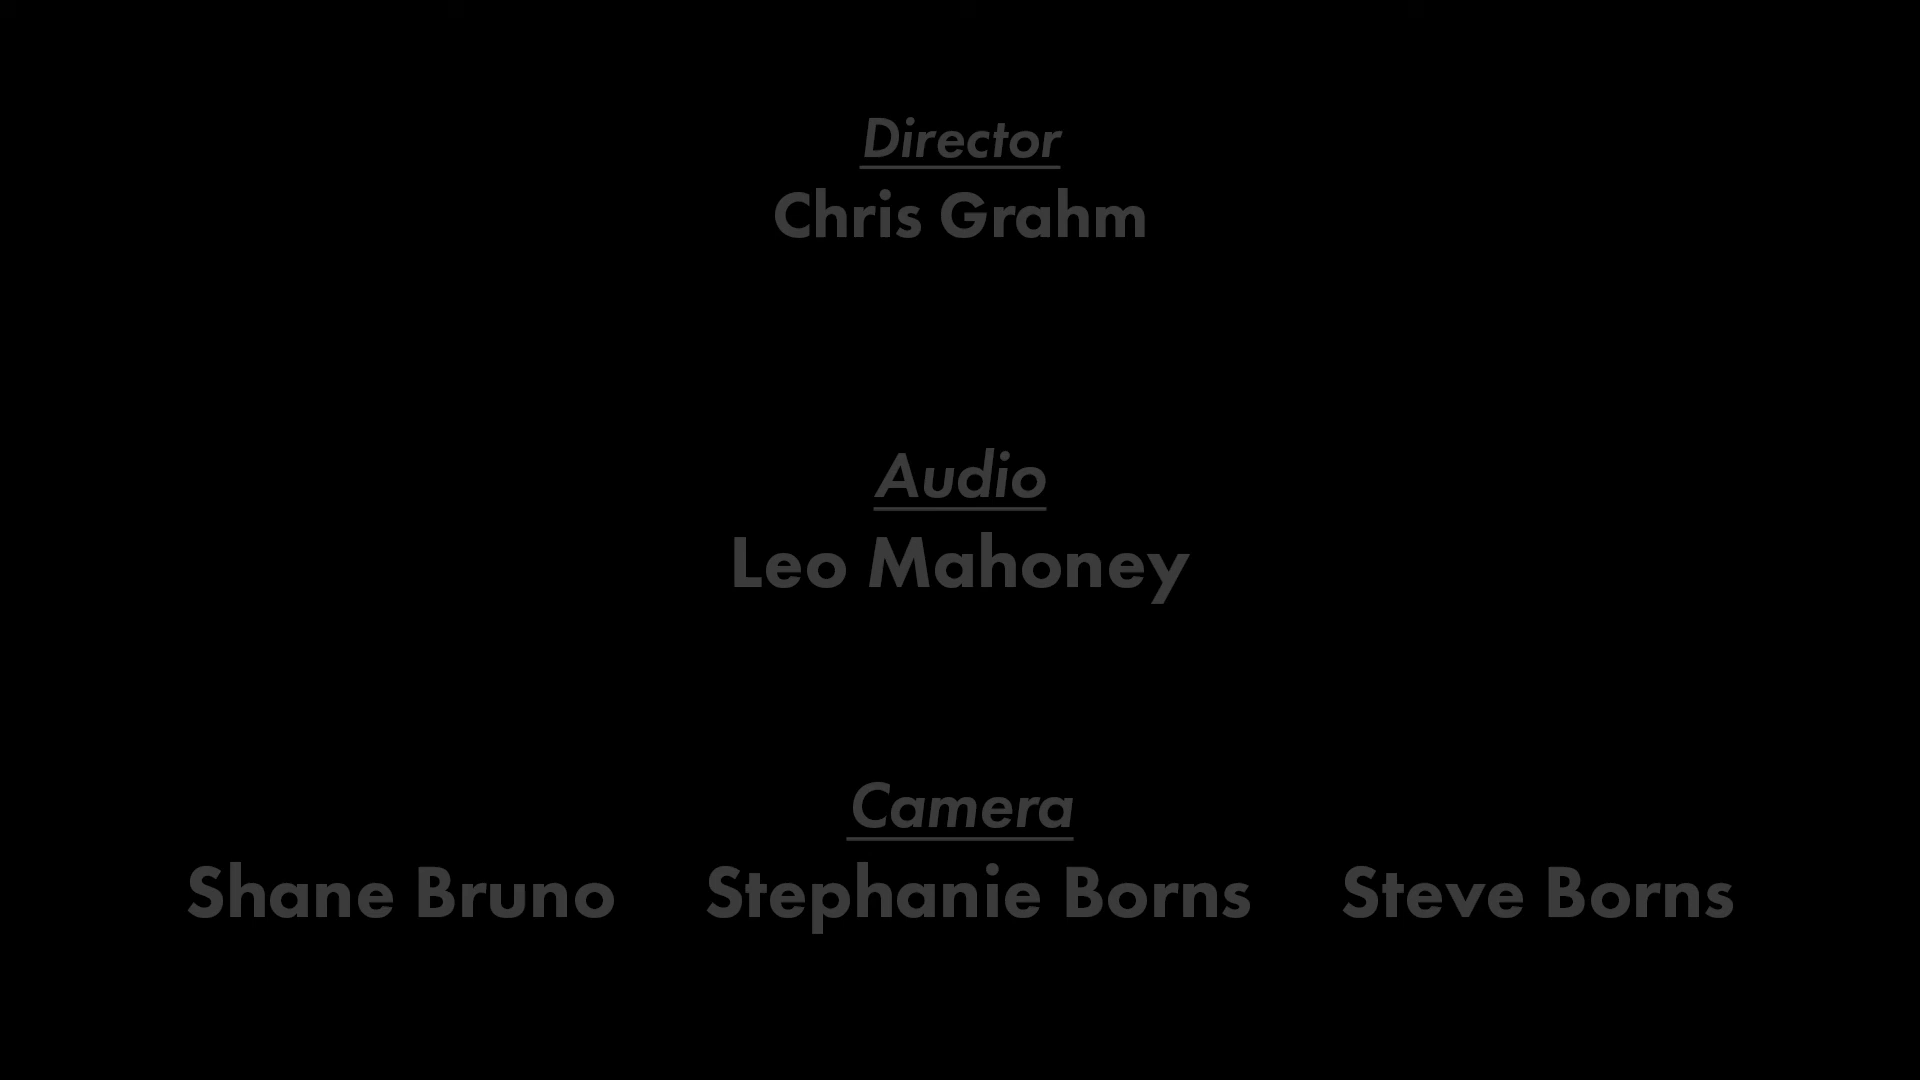 Director
Chris Grahm
Audio
Leo Mahoney
Camera
Shane Bruno Stephanie Borns Steve Borns